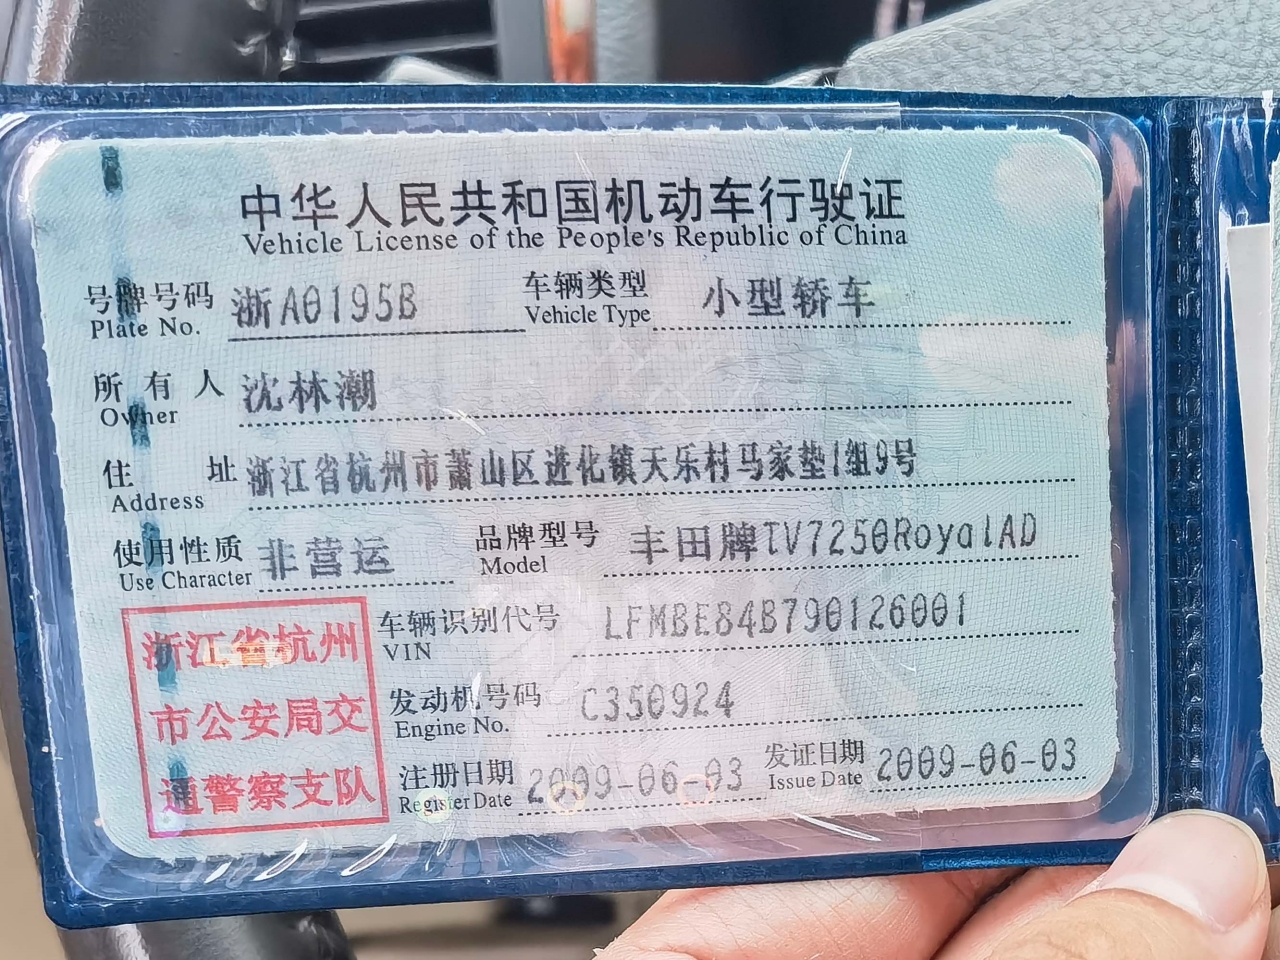 中华人民共和国机动车行驶证
Vehicle License of the People's Republic of China
号牌号码 浙A0195B 车辆类型 小型轿车
Plate No. Vehicle Type
所有人 沈林潮
Owner
住址 浙江省杭州市萧山区进化镇天乐村马家垫1组9号
Address
使用性质 非营运 品牌型号 丰田牌TV7250RoyalAD
Use Character Model
车辆识别代号 LFMBE84B790126001
VIN
发动机号码 C350924
Engine No.
注册日期 2009-06-03 发证日期 2009-06-03
Register Date Issue Date
浙江省杭州
市公安局交
通警察支队